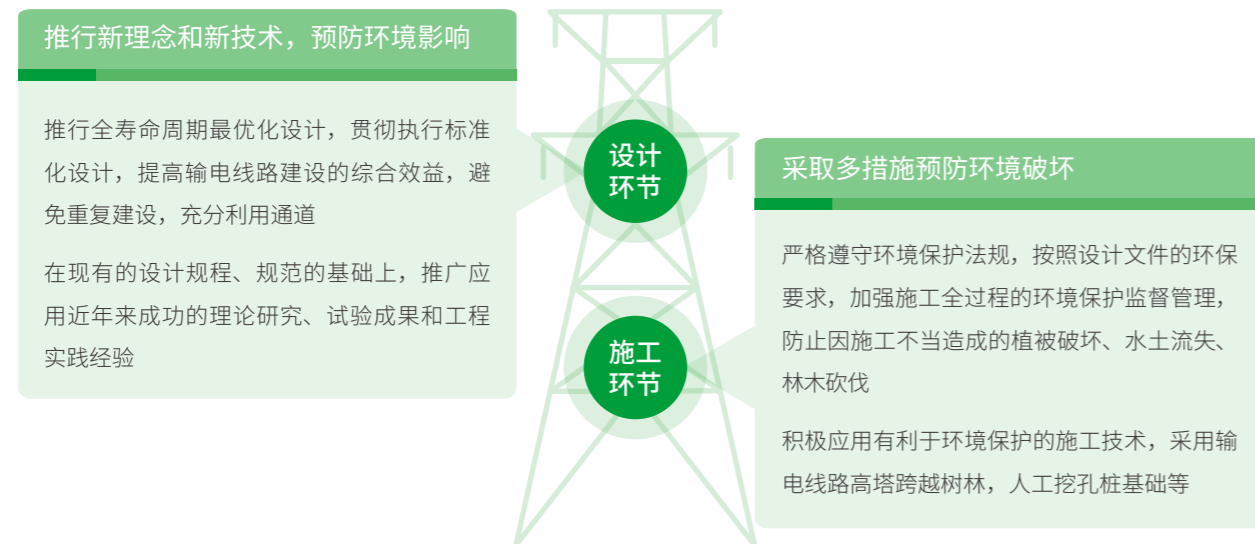 推行新理念和新技术，预防环境影响
推行全寿命周期最优化设计，贯彻执行标准
化设计，提高输电线路建设的综合效益，避
免重复建设，充分利用通道
在现有的设计规程、规范的基础上，推广应
用近年来成功的理论研究、试验成果和工程
实践经验
设计
环节
施工
环节
采取多措施预防环境破坏
严格遵守环境保护法规，按照设计文件的环保
要求，加强施工全过程的环境保护监督管理，
防止因施工不当造成的植被破坏、水土流失、
林木砍伐
积极应用有利于环境保护的施工技术，采用输
电线路高塔跨越树林，人工挖孔桩基础等